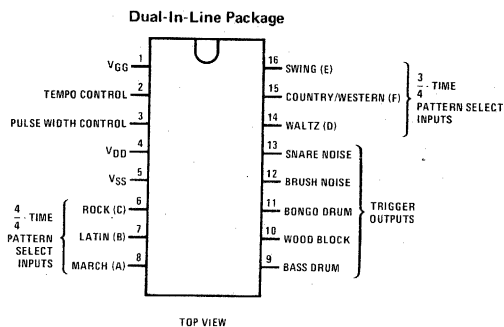 Dual-In-Line Package
VGG 1
TEMPO CONTROL 2
PULSE WIDTH CONTROL 3
VDD 4
VSS 5
4/4 - TIME PATTERN SELECT INPUTS
ROCK (C) 6
LATIN (B) 7
MARCH (A) 8
16 SWING (E)
15 COUNTRY/WESTERN (F)
14 WALTZ (D)
3/4 - TIME
PATTERN SELECT
INPUTS
13 SNARE NOISE
12 BRUSH NOISE
11 BONGO DRUM
10 WOOD BLOCK
9 BASS DRUM
TRIGGER
OUTPUTS
TOP VIEW